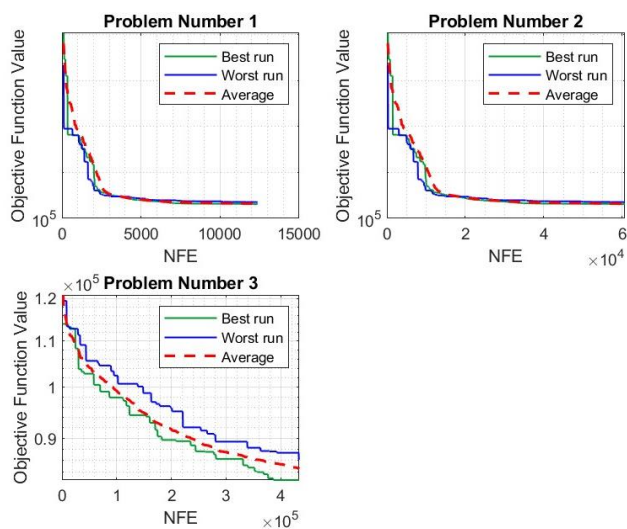 Problem Number 1
Objective Function Value
Best run
Worst run
Average
10^5
0 5000 10000 15000
NFE
Problem Number 2
Objective Function Value
Best run
Worst run
Average
10^5
0 2 4 6
NFE
×10^4
Problem Number 3
×10^5
Objective Function Value
Best run
Worst run
Average
1.2
1.1
1
0.9
0 1 2 3 4
NFE
×10^5